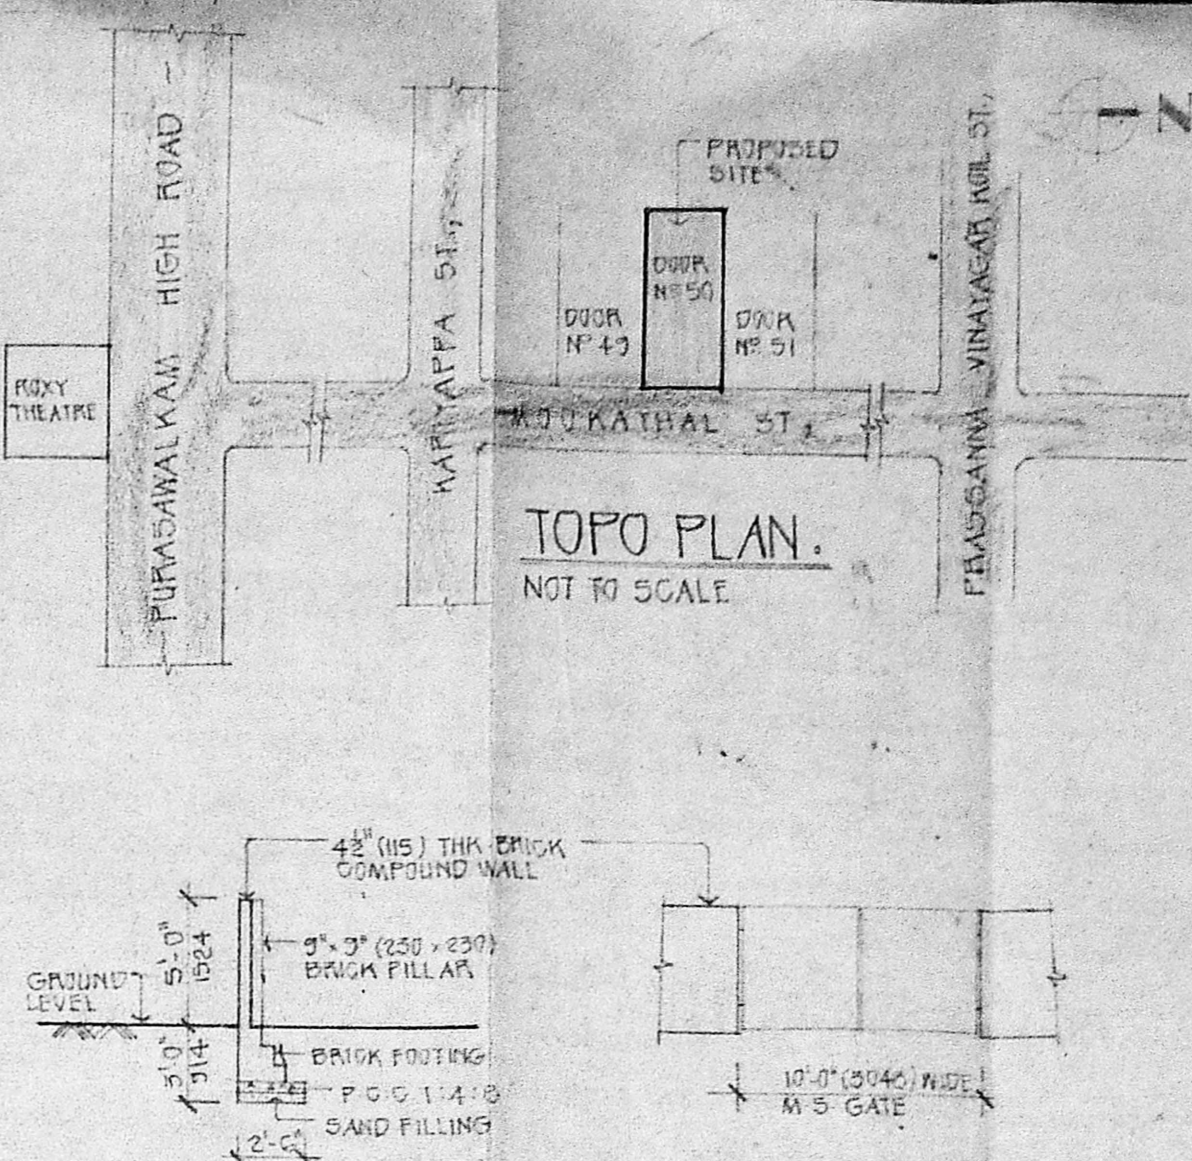 PURASAWALKAM HIGH ROAD
KARIYAPPA ST.,
PROPOSED
SITE
N
PRASSANNA VINAYAGAR KOIL ST.,
DOOR
Nº 50
DOOR
Nº 49
DOOR
Nº 51
ROXY
THEATRE
MOOKATHAL ST.,
TOPO PLAN.
NOT TO SCALE
4½" (115) THK BRICK
COMPOUND WALL
5'-0"
1524
9" x 9" (230 x 230)
BRICK PILLAR
GROUND
LEVEL
3'-0"
914
BRICK FOOTING
P.C.C 1:4:8
SAND FILLING
10'-0" (3048) WIDE
M S GATE